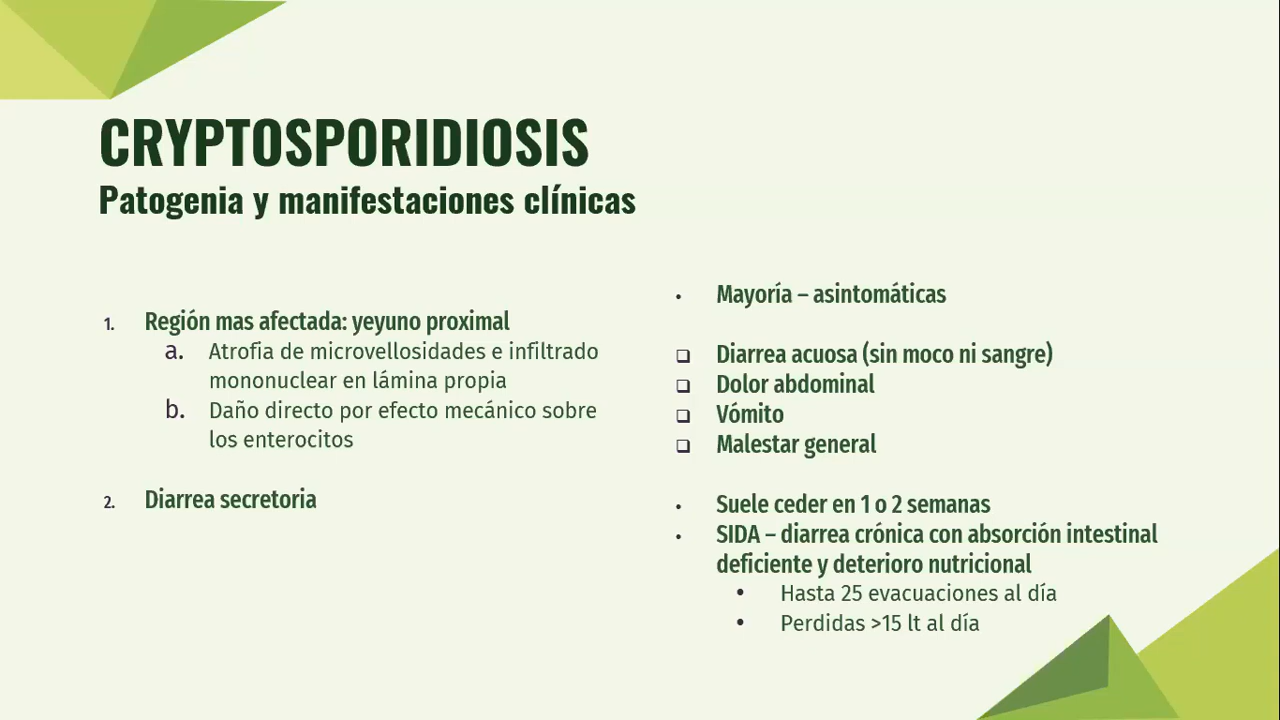 CRYPTOSPORIDIOSIS
Patogenia y manifestaciones clínicas
1. Región mas afectada: yeyuno proximal
a. Atrofia de microvellosidades e infiltrado
mononuclear en lámina propia
b. Daño directo por efecto mecánico sobre
los enterocitos
2. Diarrea secretoria
• Mayoría – asintomáticas
❑ Diarrea acuosa (sin moco ni sangre)
❑ Dolor abdominal
❑ Vómito
❑ Malestar general
• Suele ceder en 1 o 2 semanas
• SIDA – diarrea crónica con absorción intestinal
deficiente y deterioro nutricional
• Hasta 25 evacuaciones al día
• Perdidas >15 lt al día